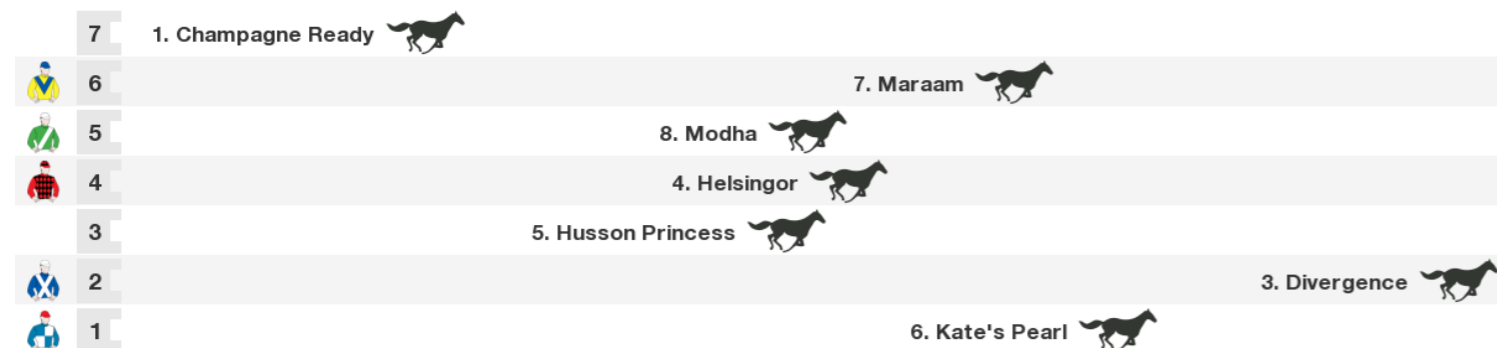 7 1. Champagne Ready
6 7. Maraam
5 8. Modha
4 4. Helsingor
3 5. Husson Princess
2 3. Divergence
1 6. Kate's Pearl